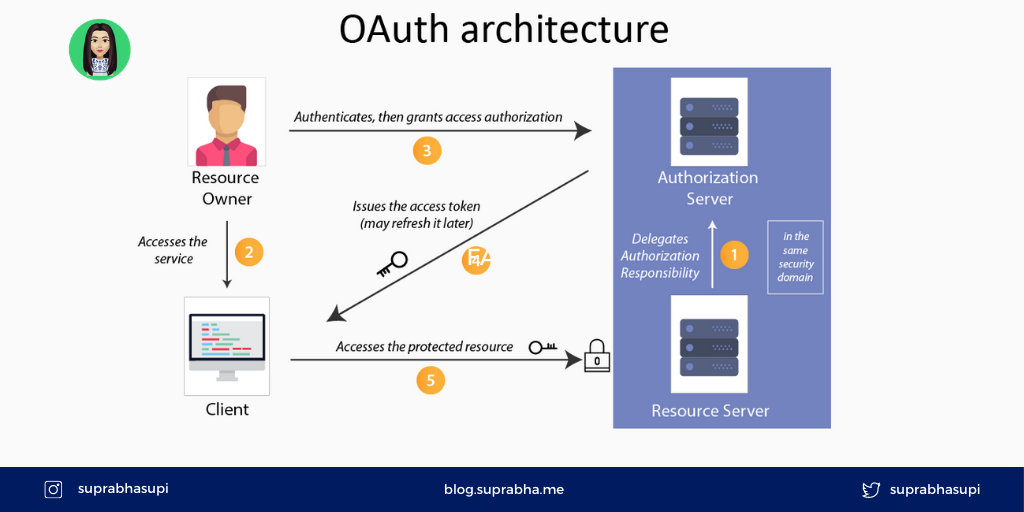 OAuth architecture
Authenticates, then grants access authorization
3
Resource
Owner
Authorization
Server
Issues the access token
(may refresh it later)
Accesses the
service
2
Delegates
Authorization
Responsibility
1
in the
same
security
domain
Accesses the protected resource
5
Client
Resource Server
suprabhasupi
blog.suprabha.me
suprabhasupi